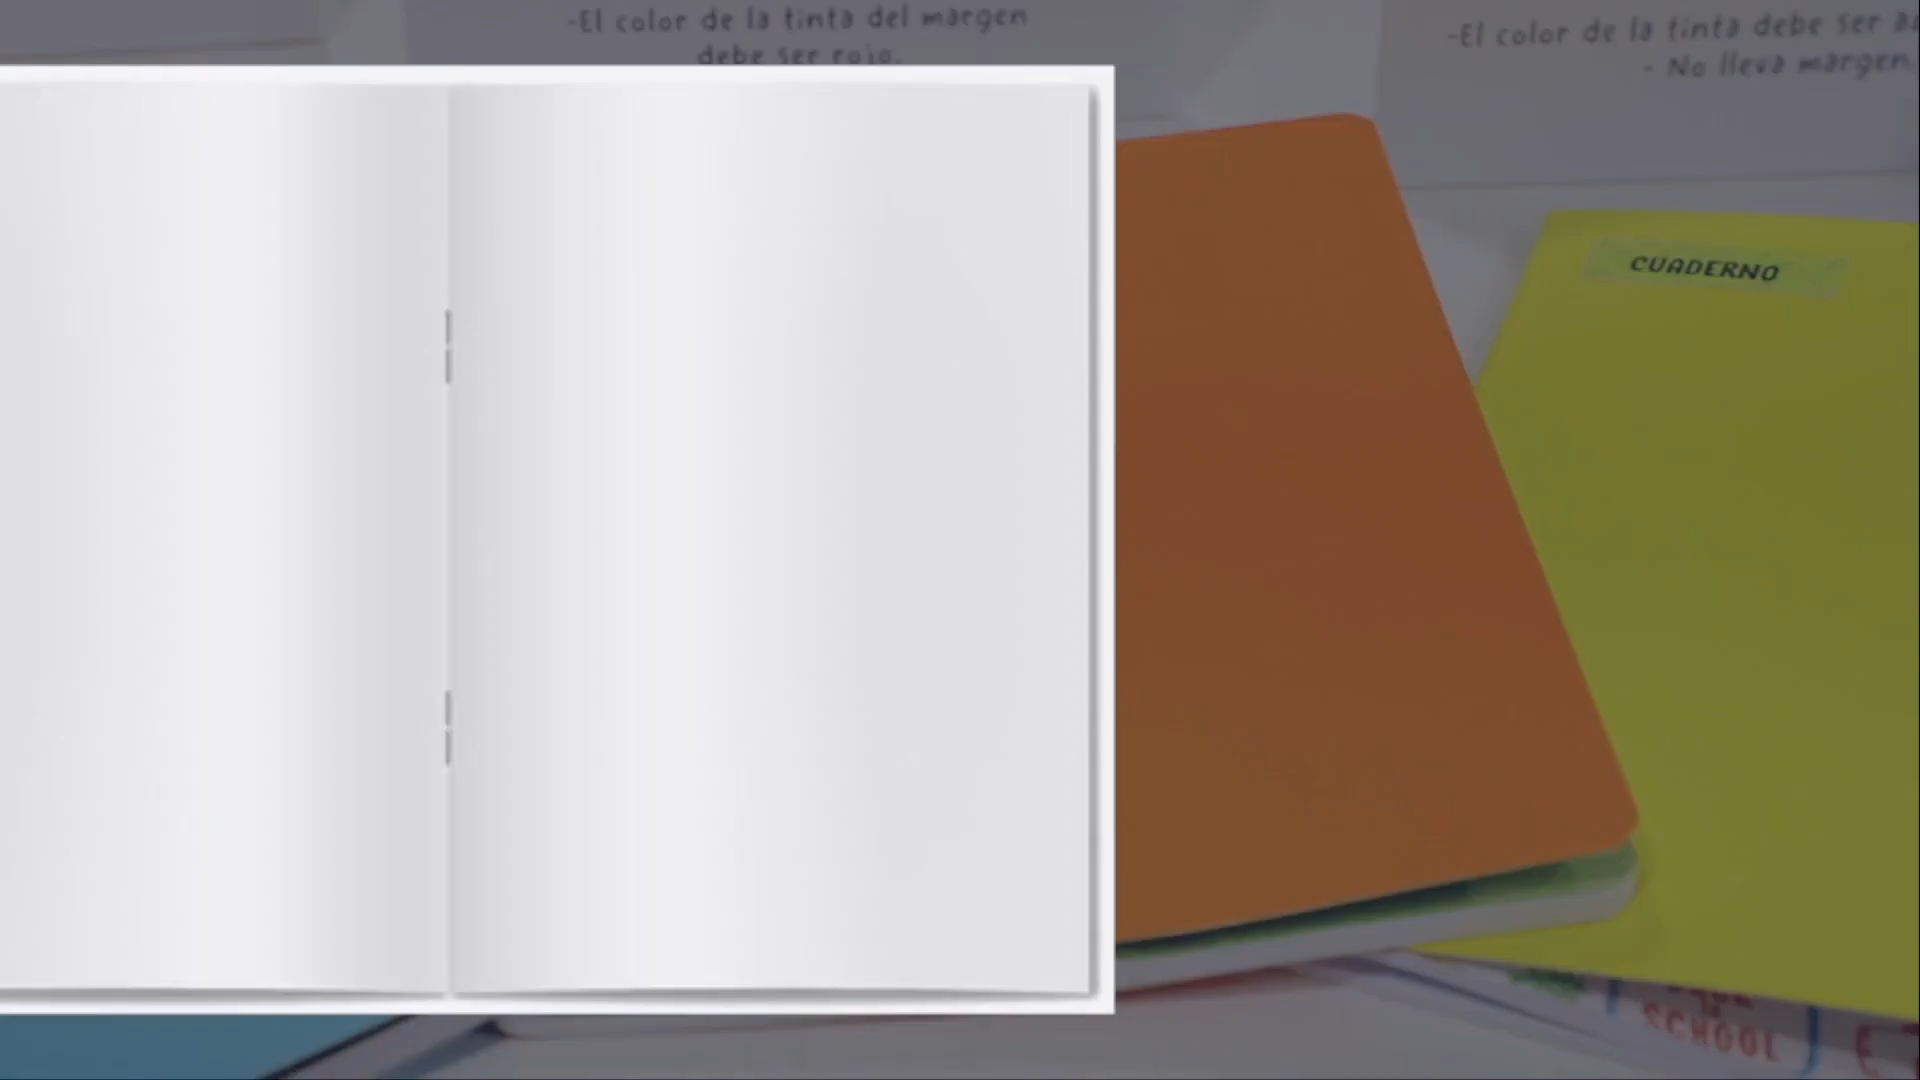 -El color de la tinta del margen
debe ser rojo.
-El color de la tinta debe ser
- No lleva margen.
CUADERNO
SCHOOL